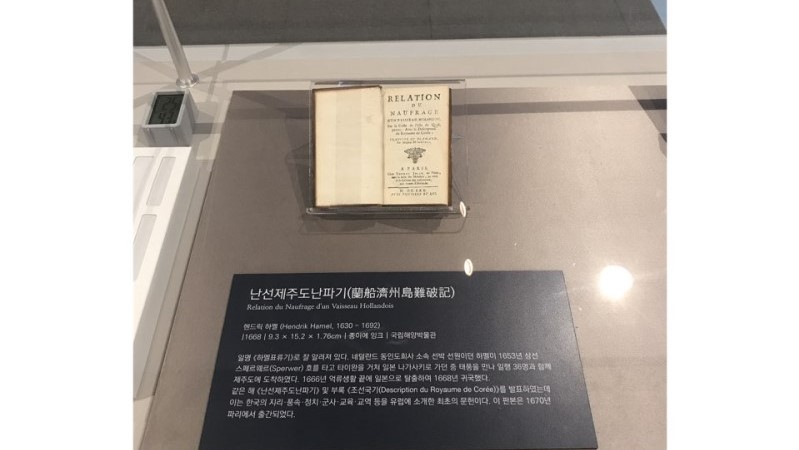 RELATION
DU
NAUFRAGE
A PARIS,
난선제주도난파기(蘭船濟州島難破記)
Relation du Naufrage d'un Vaisseau Hollandois
헨드릭 하멜 (Hendrik Hamel, 1630 - 1692)
1668 | 9.3 × 15.2 × 1.76cm | 종이에 잉크 | 국립해양박물관
일명 《하멜표류기》로 잘 알려져 있다. 네덜란드 동인도회사 소속 선박 선원이던 하멜이 1653년 상선
스페르웨르(Sperwer) 호를 타고 타이완을 거쳐 일본 나가사키로 가던 중 태풍을 만나 일행 36명과 함께
제주도에 도착하였다. 1666년 억류생활 끝에 일본으로 탈출하여 1668년 귀국했다.
같은 해 《난선제주도난파기》 및 부록 《조선국기(Description du Royaume de Corée)》를 발표하였는데
이는 한국의 지리·풍속·정치·군사·교육·교역 등을 유럽에 소개한 최초의 문헌이다. 이 판본은 1670년
파리에서 출간되었다.